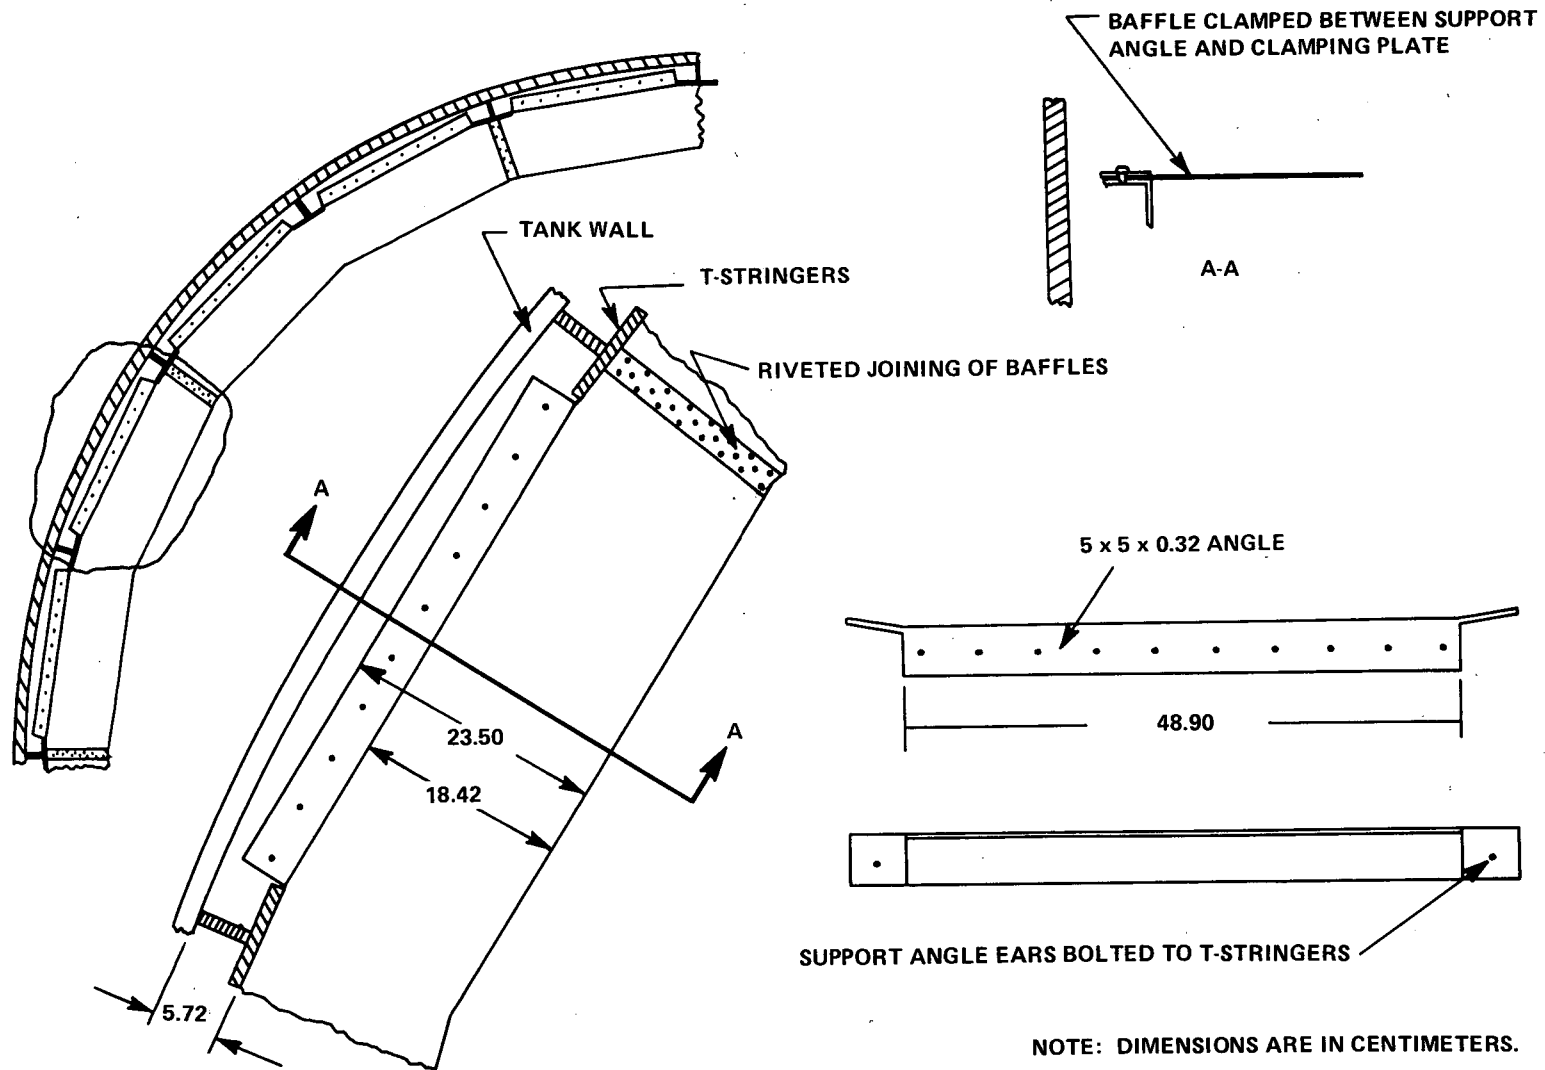 BAFFLE CLAMPED BETWEEN SUPPORT
ANGLE AND CLAMPING PLATE
TANK WALL
T-STRINGERS
A-A
RIVETED JOINING OF BAFFLES
A
5 x 5 x 0.32 ANGLE
23.50
A
48.90
18.42
SUPPORT ANGLE EARS BOLTED TO T-STRINGERS
5.72
NOTE: DIMENSIONS ARE IN CENTIMETERS.